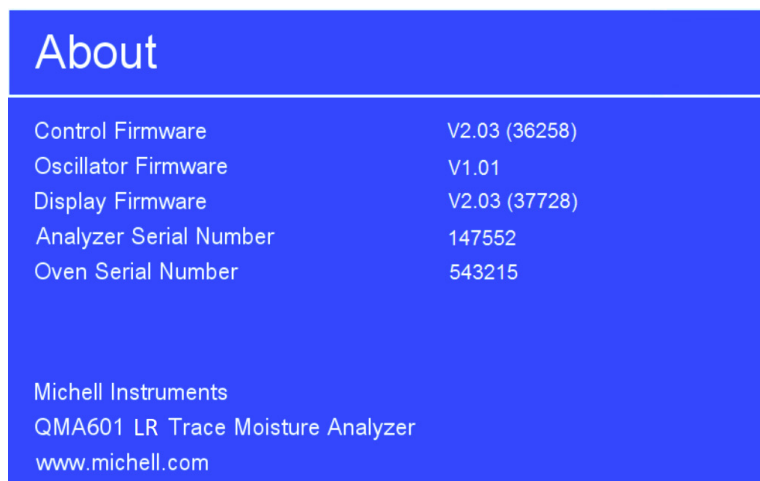 About
Control Firmware V2.03 (36258)
Oscillator Firmware V1.01
Display Firmware V2.03 (37728)
Analyzer Serial Number 147552
Oven Serial Number 543215
Michell Instruments
QMA601 LR Trace Moisture Analyzer
www.michell.com